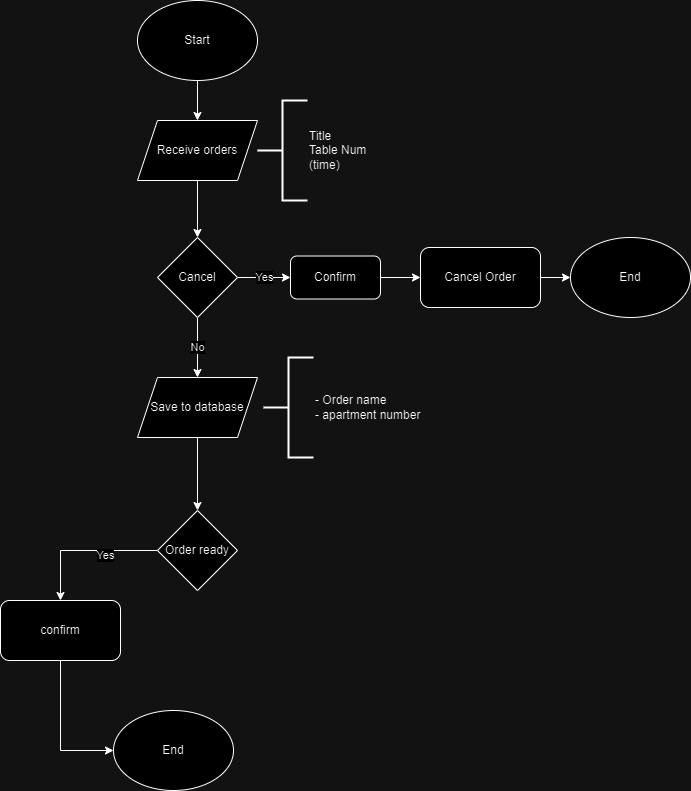 Start
Receive orders
Title
Table Num
(time)
Cancel
Yes
Confirm
Cancel Order
End
No
Save to database
- Order name
- apartment number
Order ready
Yes
confirm
End